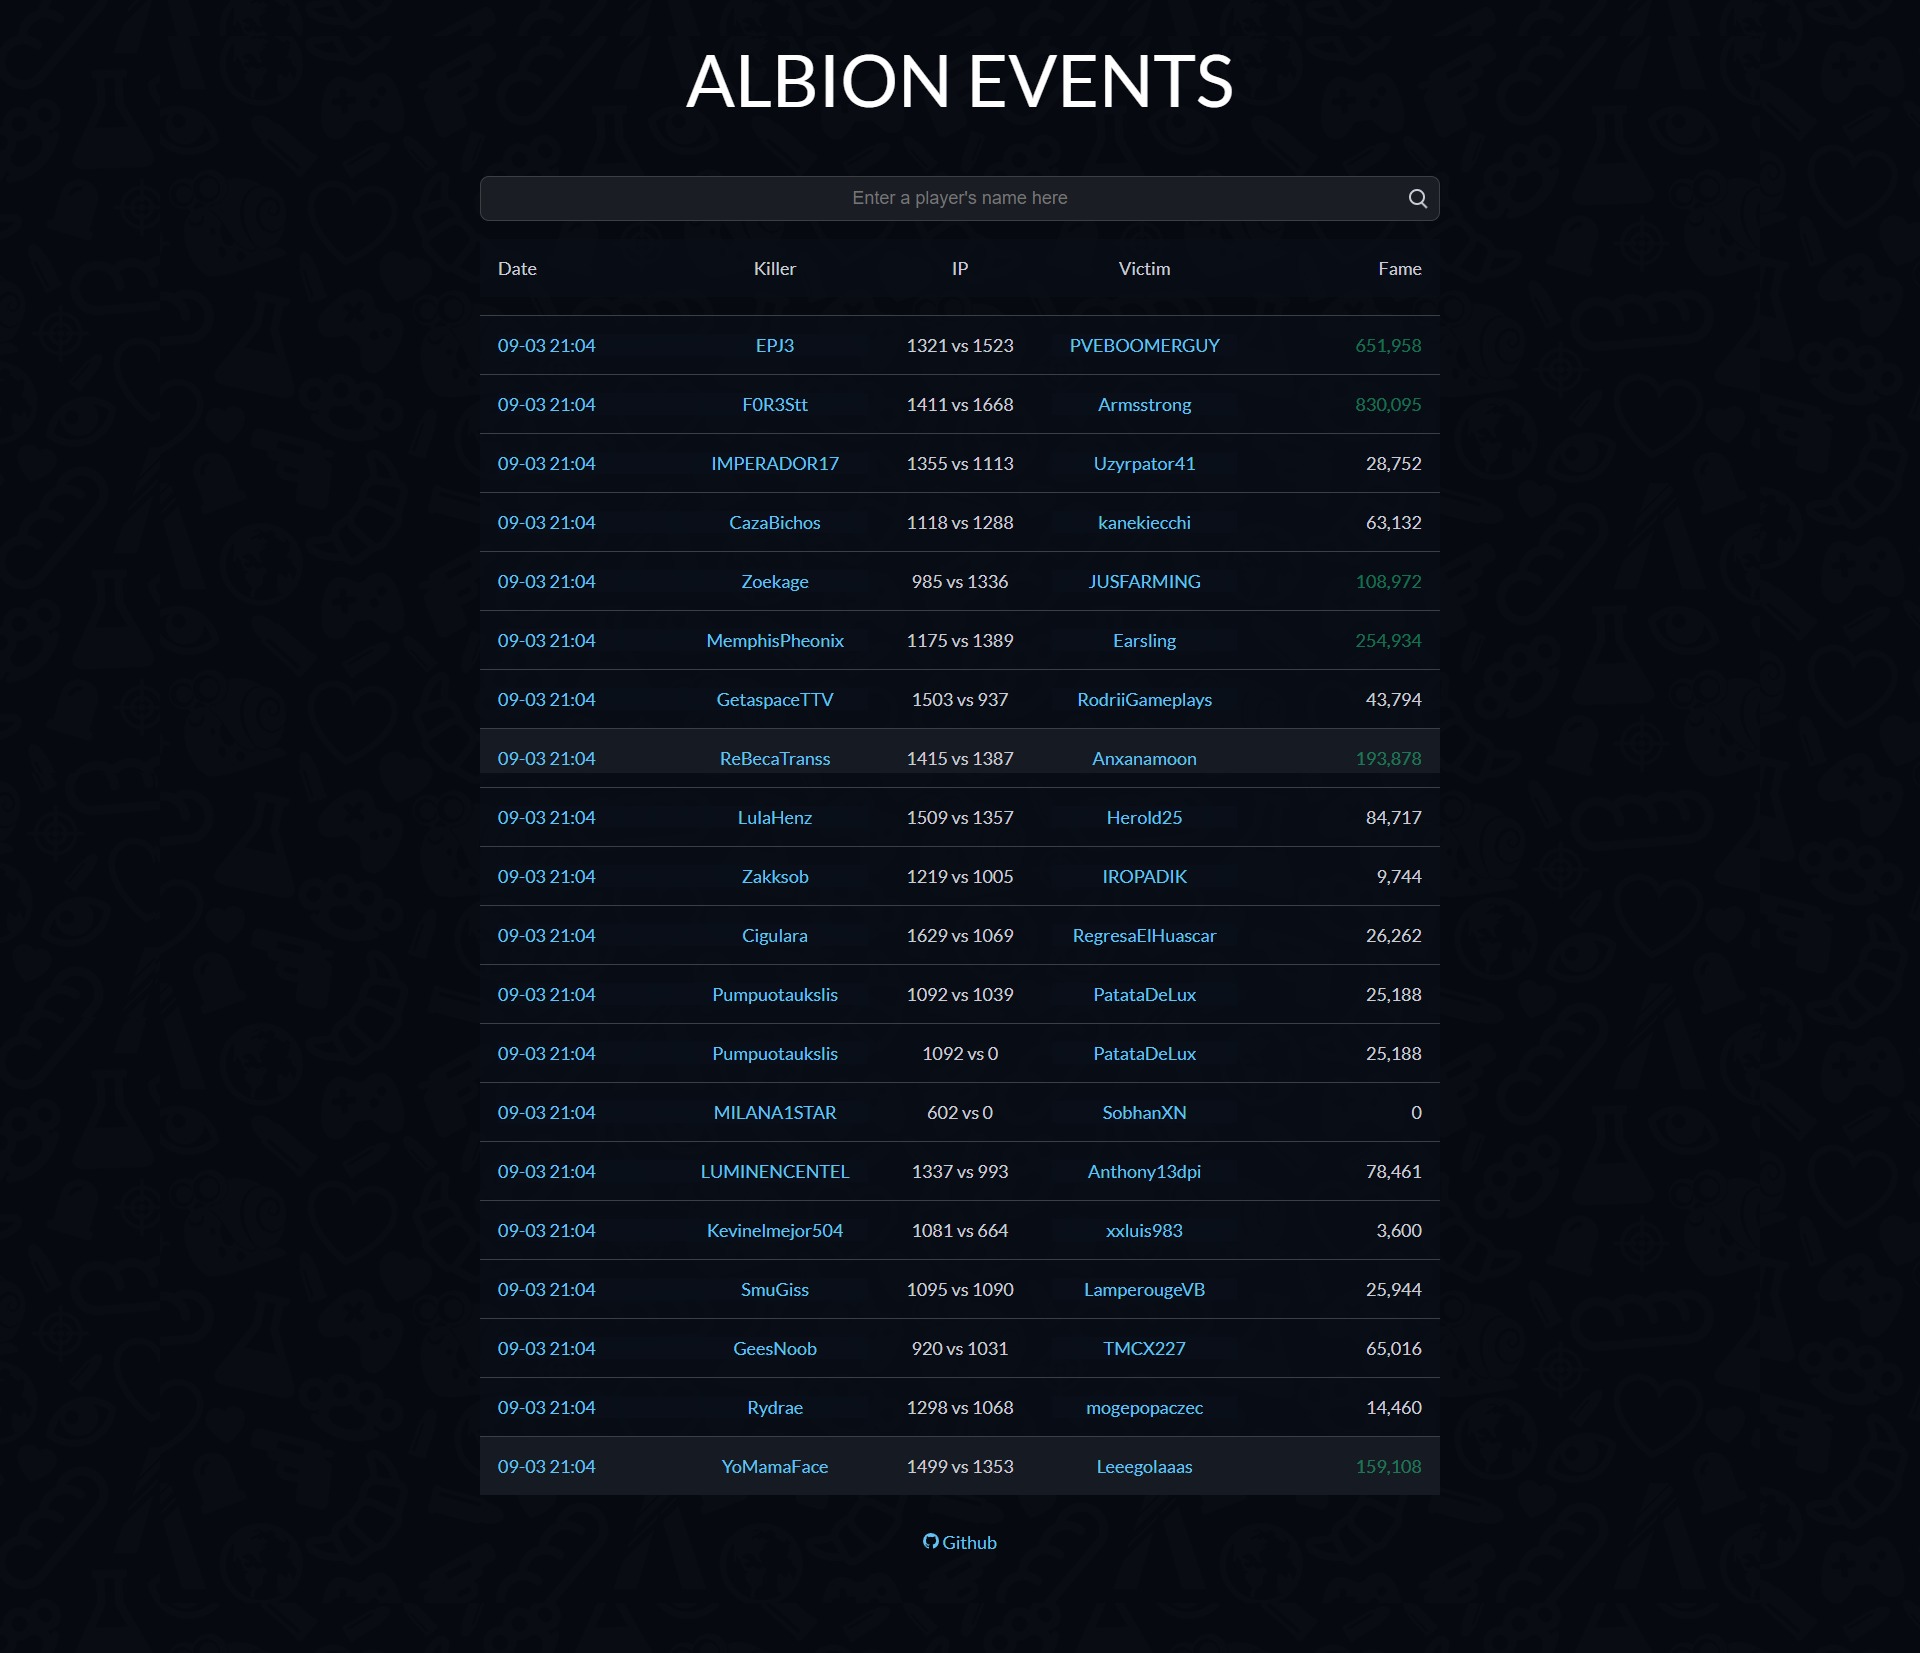 ALBION EVENTS
Enter a player's name here
Date Killer IP Victim Fame
09-03 21:04 EPJ3 1321 vs 1523 PVEBOOMERGUY 651,958
09-03 21:04 F0R3Stt 1411 vs 1668 Armsstrong 830,095
09-03 21:04 IMPERADOR17 1355 vs 1113 Uzyrpator41 28,752
09-03 21:04 CazaBichos 1118 vs 1288 kanekiecchi 63,132
09-03 21:04 Zoekage 985 vs 1336 JUSFARMING 108,972
09-03 21:04 MemphisPheonix 1175 vs 1389 Earsling 254,934
09-03 21:04 GetaspaceTTV 1503 vs 937 RodriiGameplays 43,794
09-03 21:04 ReBecaTranss 1415 vs 1387 Anxanamoon 193,878
09-03 21:04 LulaHenz 1509 vs 1357 Herold25 84,717
09-03 21:04 Zakksob 1219 vs 1005 IROPADIK 9,744
09-03 21:04 Cigulara 1629 vs 1069 RegresaElHuascar 26,262
09-03 21:04 Pumpuotaukslis 1092 vs 1039 PatataDeLux 25,188
09-03 21:04 Pumpuotaukslis 1092 vs 0 PatataDeLux 25,188
09-03 21:04 MILANA1STAR 602 vs 0 SobhanXN 0
09-03 21:04 LUMINENCENTEL 1337 vs 993 Anthony13dpi 78,461
09-03 21:04 Kevinelmejor504 1081 vs 664 xxluis983 3,600
09-03 21:04 SmuGiss 1095 vs 1090 LamperougeVB 25,944
09-03 21:04 GeesNoob 920 vs 1031 TMCX227 65,016
09-03 21:04 Rydrae 1298 vs 1068 mogepopaczec 14,460
09-03 21:04 YoMamaFace 1499 vs 1353 Leeegolaaas 159,108
Github